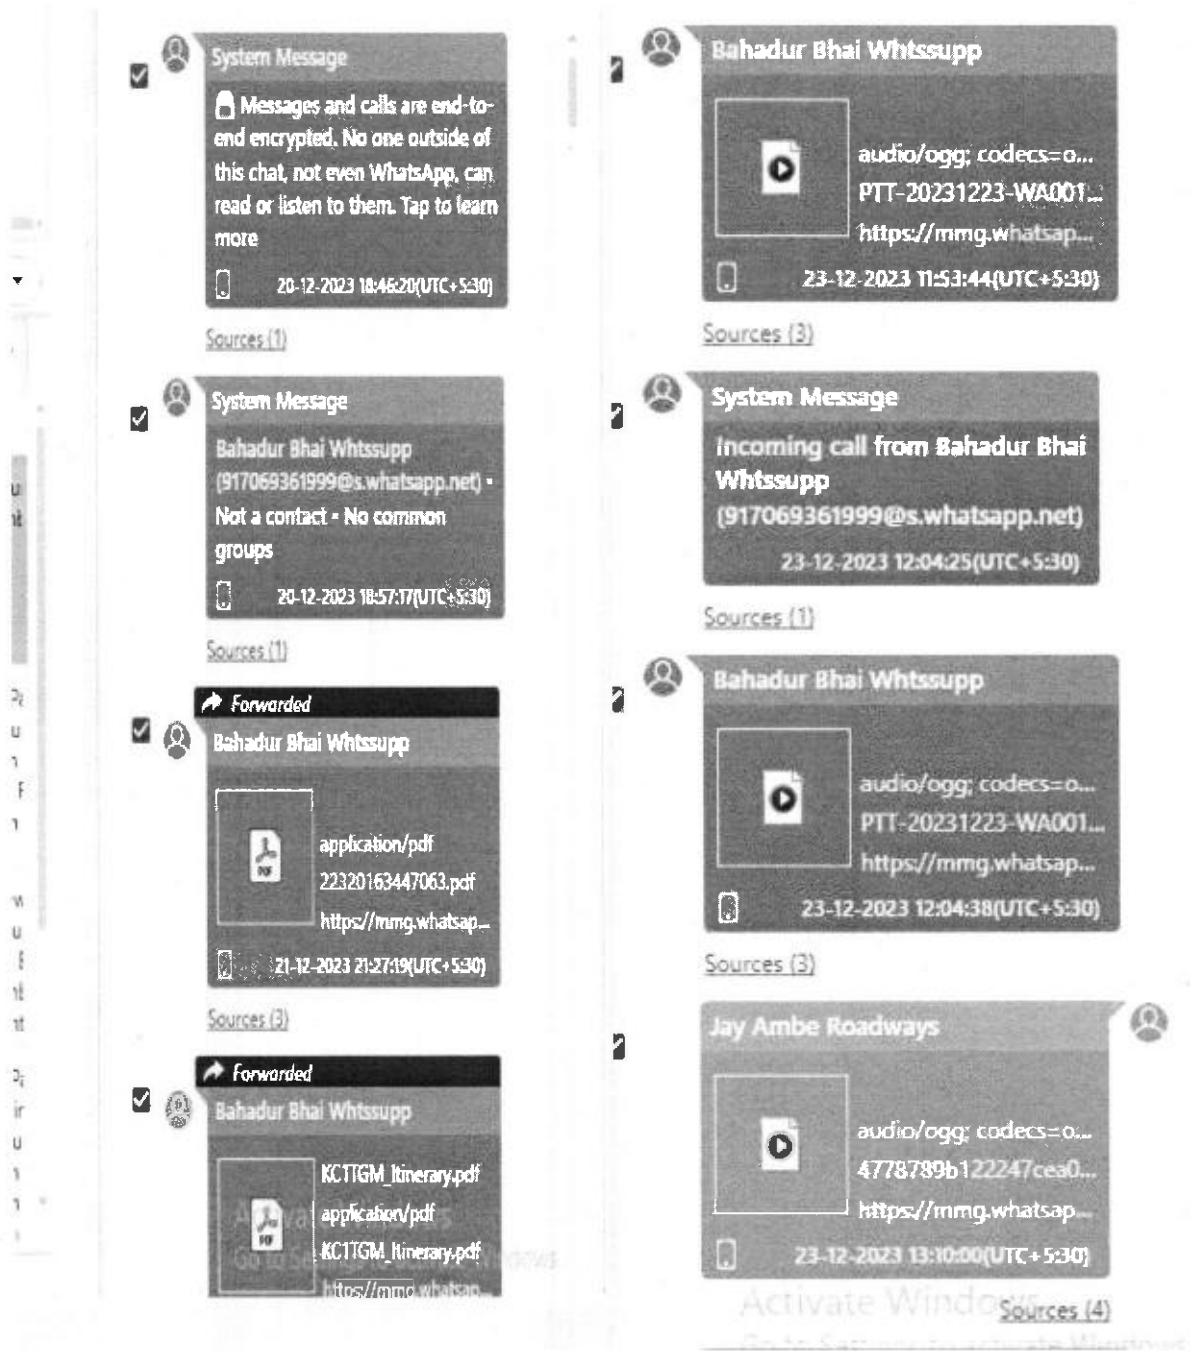 System Message
Messages and calls are end-to-
end encrypted. No one outside of
this chat, not even WhatsApp, can
read or listen to them. Tap to learn
more
20-12-2023 18:46:20(UTC+5:30)
Sources (1)
System Message
Bahadur Bhai Whtssupp
(917069361999@s.whatsapp.net) •
Not a contact • No common
groups
20-12-2023 18:57:17(UTC+5:30)
Sources (1)
Forwarded
Bahadur Bhai Whtssupp
PDF
application/pdf
22320163447063.pdf
https://mmg.whatsap...
21-12-2023 21:27:19(UTC+5:30)
Sources (3)
Forwarded
Bahadur Bhai Whtssupp
PDF
KC1TGM_Itinerary.pdf
application/pdf
KC1TGM_Itinerary.pdf
https://mmg.whatsap...
Bahadur Bhai Whtssupp
audio/ogg; codecs=o...
PTT-20231223-WA001...
https://mmg.whatsap...
23-12-2023 11:53:44(UTC+5:30)
Sources (3)
System Message
Incoming call from Bahadur Bhai
Whtssupp
(917069361999@s.whatsapp.net)
23-12-2023 12:04:25(UTC+5:30)
Sources (1)
Bahadur Bhai Whtssupp
audio/ogg; codecs=o...
PTT-20231223-WA001...
https://mmg.whatsap...
23-12-2023 12:04:38(UTC+5:30)
Sources (3)
Jay Ambe Roadways
audio/ogg; codecs=o...
4778789b122247cea0...
https://mmg.whatsap...
23-12-2023 13:10:00(UTC+5:30)
Activate Windows
Sources (4)